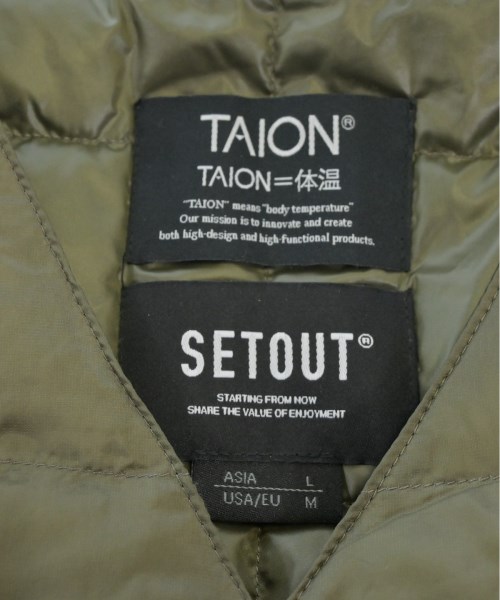 TAION®
TAION=体温
"TAION" means "body temperature"
Our mission is to innovate and create
both high-design and high-functional products.
SETOUT®
STARTING FROM NOW
SHARE THE VALUE OF ENJOYMENT
ASIA L
USA/EU M